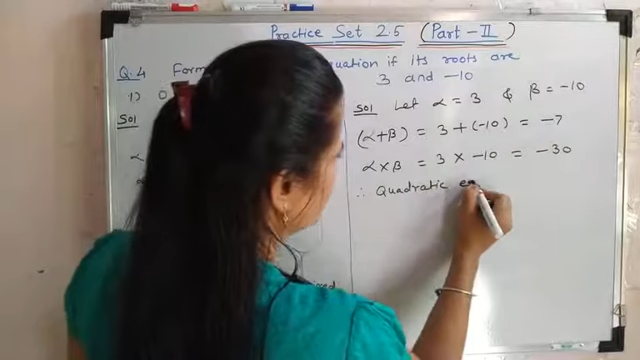 Practice Set 2.5 (Part - II)
Q.4 Form equation if its roots are
1) 3 and -10
Sol Sol Let α = 3 & β = -10
(α+β) = 3 + (-10) = -7
α × β = 3 × -10 = -30
∴ Quadratic